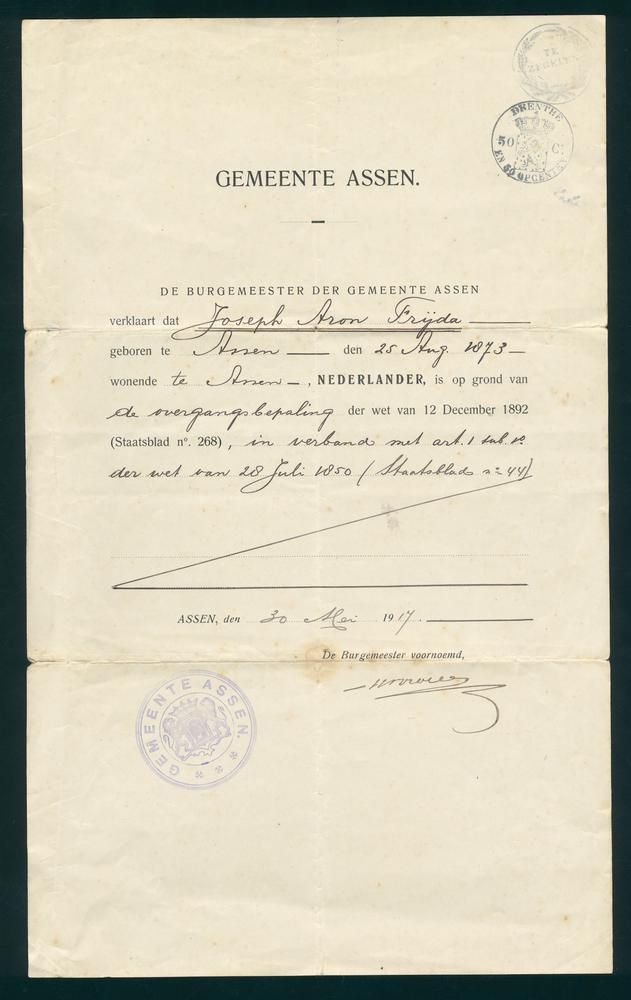 TE
ZEGELEN
DRENTHE
50 C.
EN 50 OPCENTEN
GEMEENTE ASSEN.
DE BURGEMEESTER DER GEMEENTE ASSEN
verklaart dat Joseph Aron Frijda
geboren te Assen den 25 Aug. 1873
wonende te Assen, NEDERLANDER, is op grond van
de overgangsbepaling der wet van 12 December 1892
(Staatsblad nº. 268), in verband met art. 1 sub. 1º
der wet van 28 Juli 1850 (Staatsblad nº 44)
ASSEN, den 30 Mei 1917.
De Burgemeester voornoemd,
GEMEENTE ASSEN.